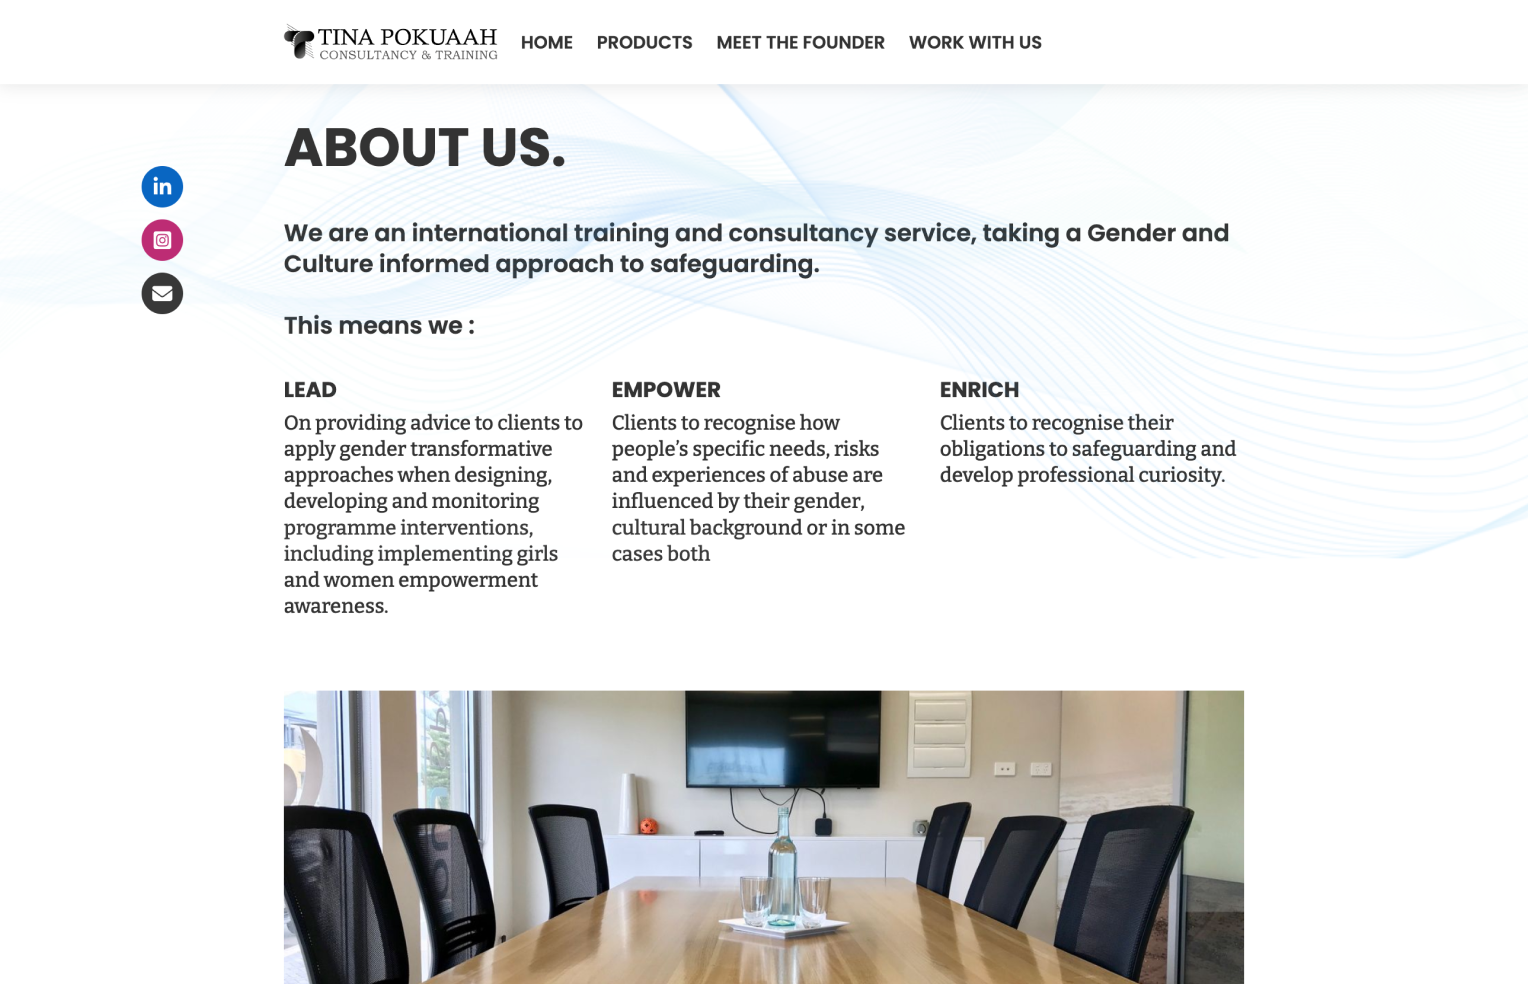 TINA POKUAAH
CONSULTANCY & TRAINING
HOME
PRODUCTS
MEET THE FOUNDER
WORK WITH US
ABOUT US.
in
We are an international training and consultancy service, taking a Gender and
Culture informed approach to safeguarding.
This means we :
LEAD
On providing advice to clients to
apply gender transformative
approaches when designing,
developing and monitoring
programme interventions,
including implementing girls
and women empowerment
awareness.
EMPOWER
Clients to recognise how
people’s specific needs, risks
and experiences of abuse are
influenced by their gender,
cultural background or in some
cases both
ENRICH
Clients to recognise their
obligations to safeguarding and
develop professional curiosity.